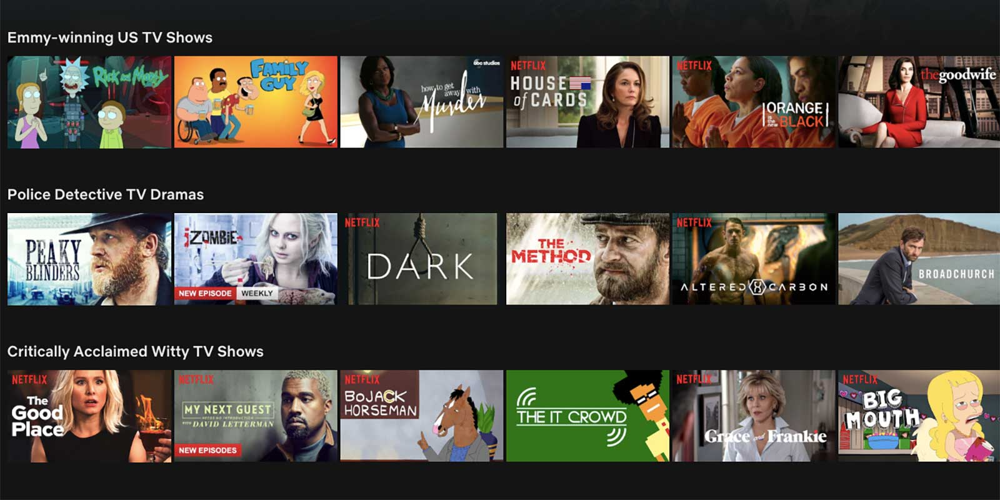 Emmy-winning US TV Shows
RICK AND MORTY
FAMILY GUY
abc studios
how to get
away with
Murder
NETFLIX
HOUSE
of CARDS
NETFLIX
ORANGE
is the new BLACK
thegoodwife
Police Detective TV Dramas
PEAKY
BLINDERS
iZOMBiE
NEW EPISODE WEEKLY
NETFLIX
DARK
THE
METHOD
NETFLIX
ALTERED CARBON
BROADCHURCH
Critically Acclaimed Witty TV Shows
NETFLIX
The
Good
Place
NETFLIX
MY NEXT GUEST
NEEDS NO INTRODUCTION
WITH DAVID LETTERMAN
NEW EPISODES
NETFLIX
BoJACK
HORSEMAN
THE IT CROWD
NETFLIX
Grace and Frankie
NETFLIX
BIG
MOUTH